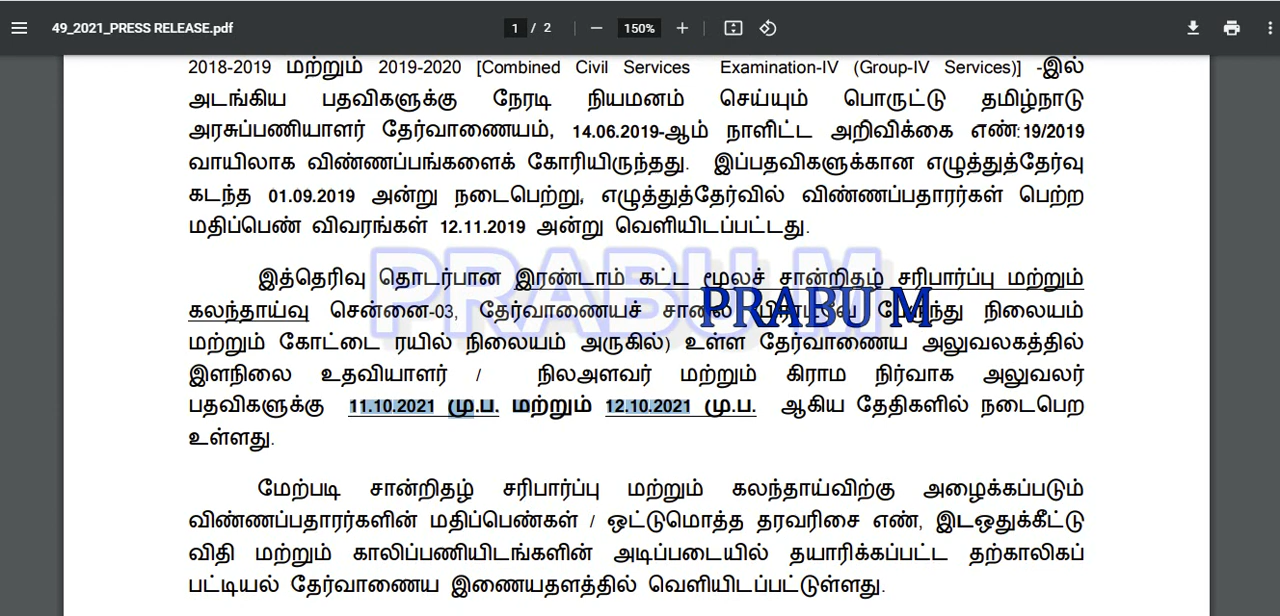 49_2021_PRESS RELEASE.pdf
1 / 2
150%
2018-2019 மற்றும் 2019-2020 [Combined Civil Services Examination-IV (Group-IV Services)] -இல்
அடங்கிய பதவிகளுக்கு நேரடி நியமனம் செய்யும் பொருட்டு தமிழ்நாடு
அரசுப்பணியாளர் தேர்வாணையம், 14.06.2019-ஆம் நாளிட்ட அறிவிக்கை எண்:19/2019
வாயிலாக விண்ணப்பங்களைக் கோரியிருந்தது. இப்பதவிகளுக்கான எழுத்துத்தேர்வு
கடந்த 01.09.2019 அன்று நடைபெற்று, எழுத்துத்தேர்வில் விண்ணப்பதாரர்கள் பெற்ற
மதிப்பெண் விவரங்கள் 12.11.2019 அன்று வெளியிடப்பட்டது.
PRABU M
இத்தெரிவு தொடர்பான இரண்டாம் கட்ட மூலச் சான்றிதழ் சரிபார்ப்பு மற்றும்
PRABU M
கலந்தாய்வு சென்னை-03, தேர்வாணையச் சாலை நிலையம்
மற்றும் கோட்டை ரயில் நிலையம் அருகில்) உள்ள தேர்வாணைய அலுவலகத்தில்
இளநிலை உதவியாளர் / நிலஅளவர் மற்றும் கிராம நிர்வாக அலுவலர்
பதவிகளுக்கு 11.10.2021 மு.ப. மற்றும் 12.10.2021 மு.ப. ஆகிய தேதிகளில் நடைபெற
உள்ளது.
மேற்படி சான்றிதழ் சரிபார்ப்பு மற்றும் கலந்தாய்விற்கு அழைக்கப்படும்
விண்ணப்பதாரர்களின் மதிப்பெண்கள் / ஒட்டுமொத்த தரவரிசை எண், இடஒதுக்கீட்டு
விதி மற்றும் காலிப்பணியிடங்களின் அடிப்படையில் தயாரிக்கப்பட்ட தற்காலிகப்
பட்டியல் தேர்வாணைய இணையதளத்தில் வெளியிடப்பட்டுள்ளது.